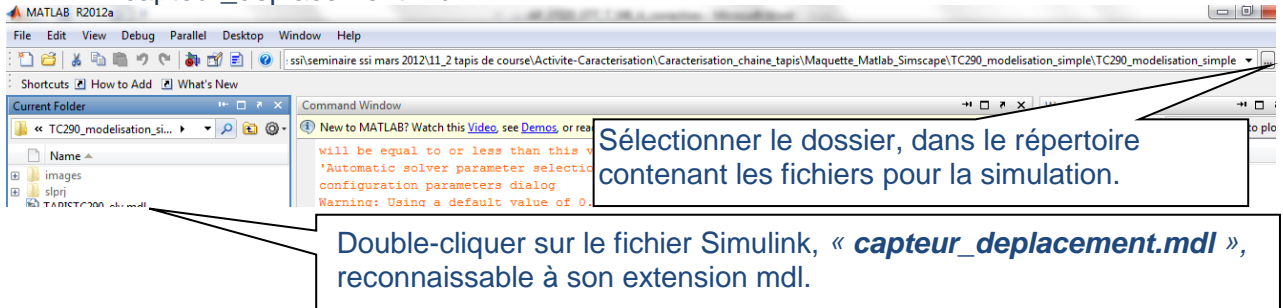 MATLAB R2012a
File Edit View Debug Parallel Desktop Window Help
ssi\seminaire ssi mars 2012\11_2 tapis de course\Activite-Caracterisation\Caracterisation_chaine_tapis\Maquette_Matlab_Simscape\TC290_modelisation_simple\TC290_modelisation_simple
Shortcuts How to Add What's New
Current Folder
Command Window
« TC290_modelisation_si...
New to MATLAB? Watch this Video, see Demos, or rea
to plo
Name
images
slprj
will be equal to or less than this v
'Automatic solver parameter selectio
configuration parameters dialog
Warning: Using a default value of 0.
Sélectionner le dossier, dans le répertoire
contenant les fichiers pour la simulation.
Double-cliquer sur le fichier Simulink, « capteur_deplacement.mdl »,
reconnaissable à son extension mdl.